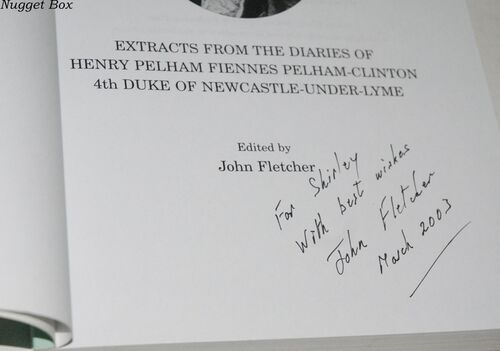 Nugget Box
EXTRACTS FROM THE DIARIES OF
HENRY PELHAM FIENNES PELHAM-CLINTON
4th DUKE OF NEWCASTLE-UNDER-LYME
Edited by
John Fletcher
For Shirley
With best wishes
John Fletcher
March 2003